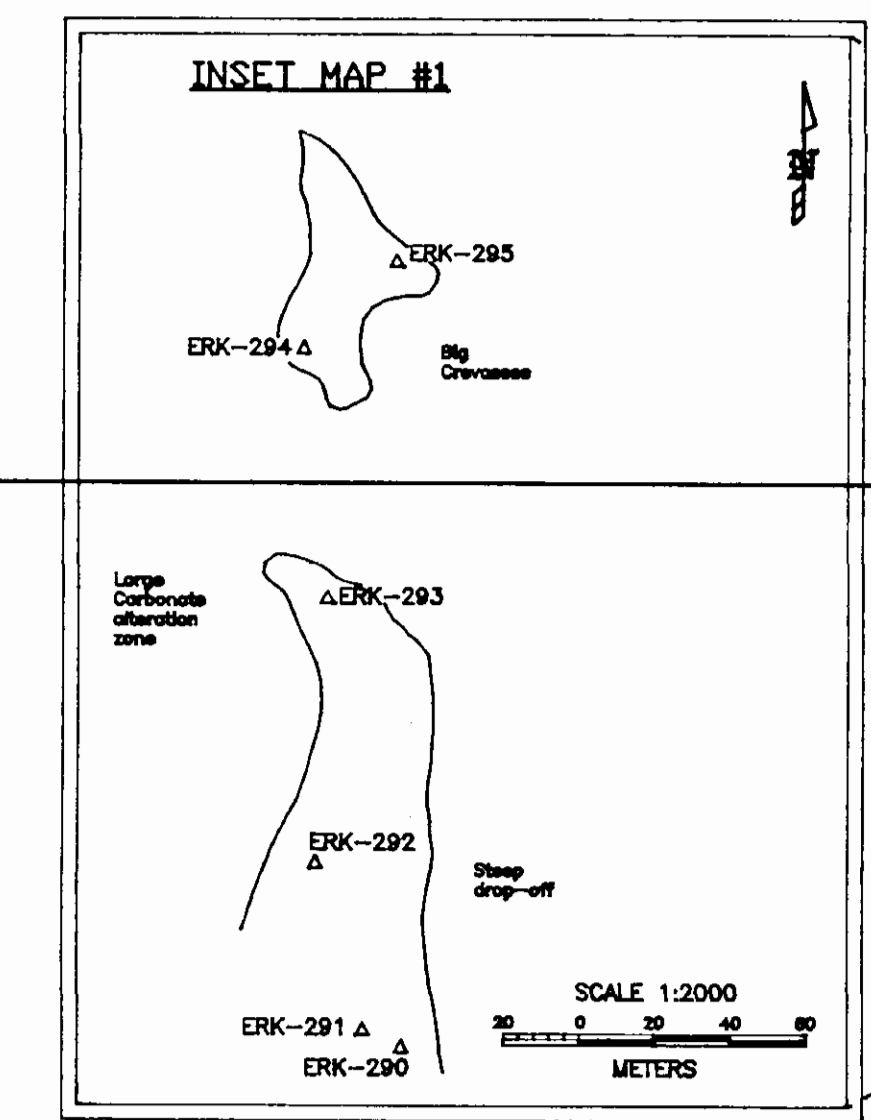 INSET MAP #1
ERK-295
ERK-294
Big
Crevasses
Large
Carbonate
alteration
zone
ERK-293
ERK-292
Steep
drop-off
SCALE 1:2000
ERK-291
20 0 20 40 60
ERK-290
METERS